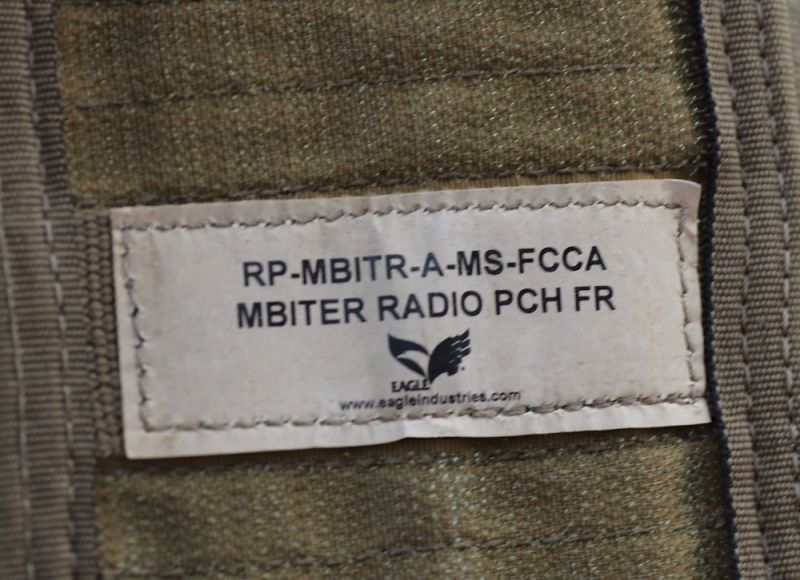 RP-MBITR-A-MS-FCCA
MBITER RADIO PCH FR
EAGLE
www.eagleindustries.com